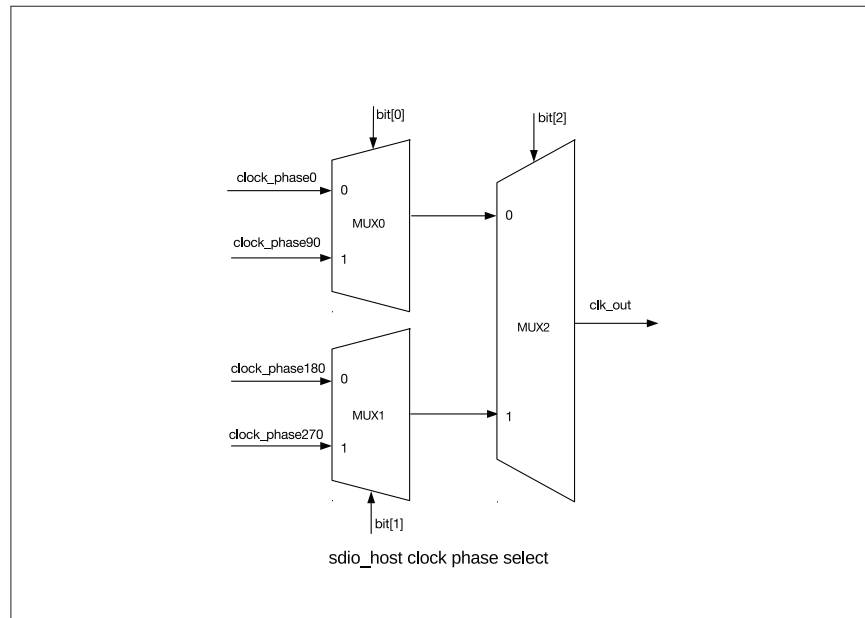 bit[0]
bit[2]
clock_phase0
0
MUX0
0
clock_phase90
1
clk_out
MUX2
clock_phase180
0
MUX1
1
clock_phase270
1
bit[1]
sdio_host clock phase select